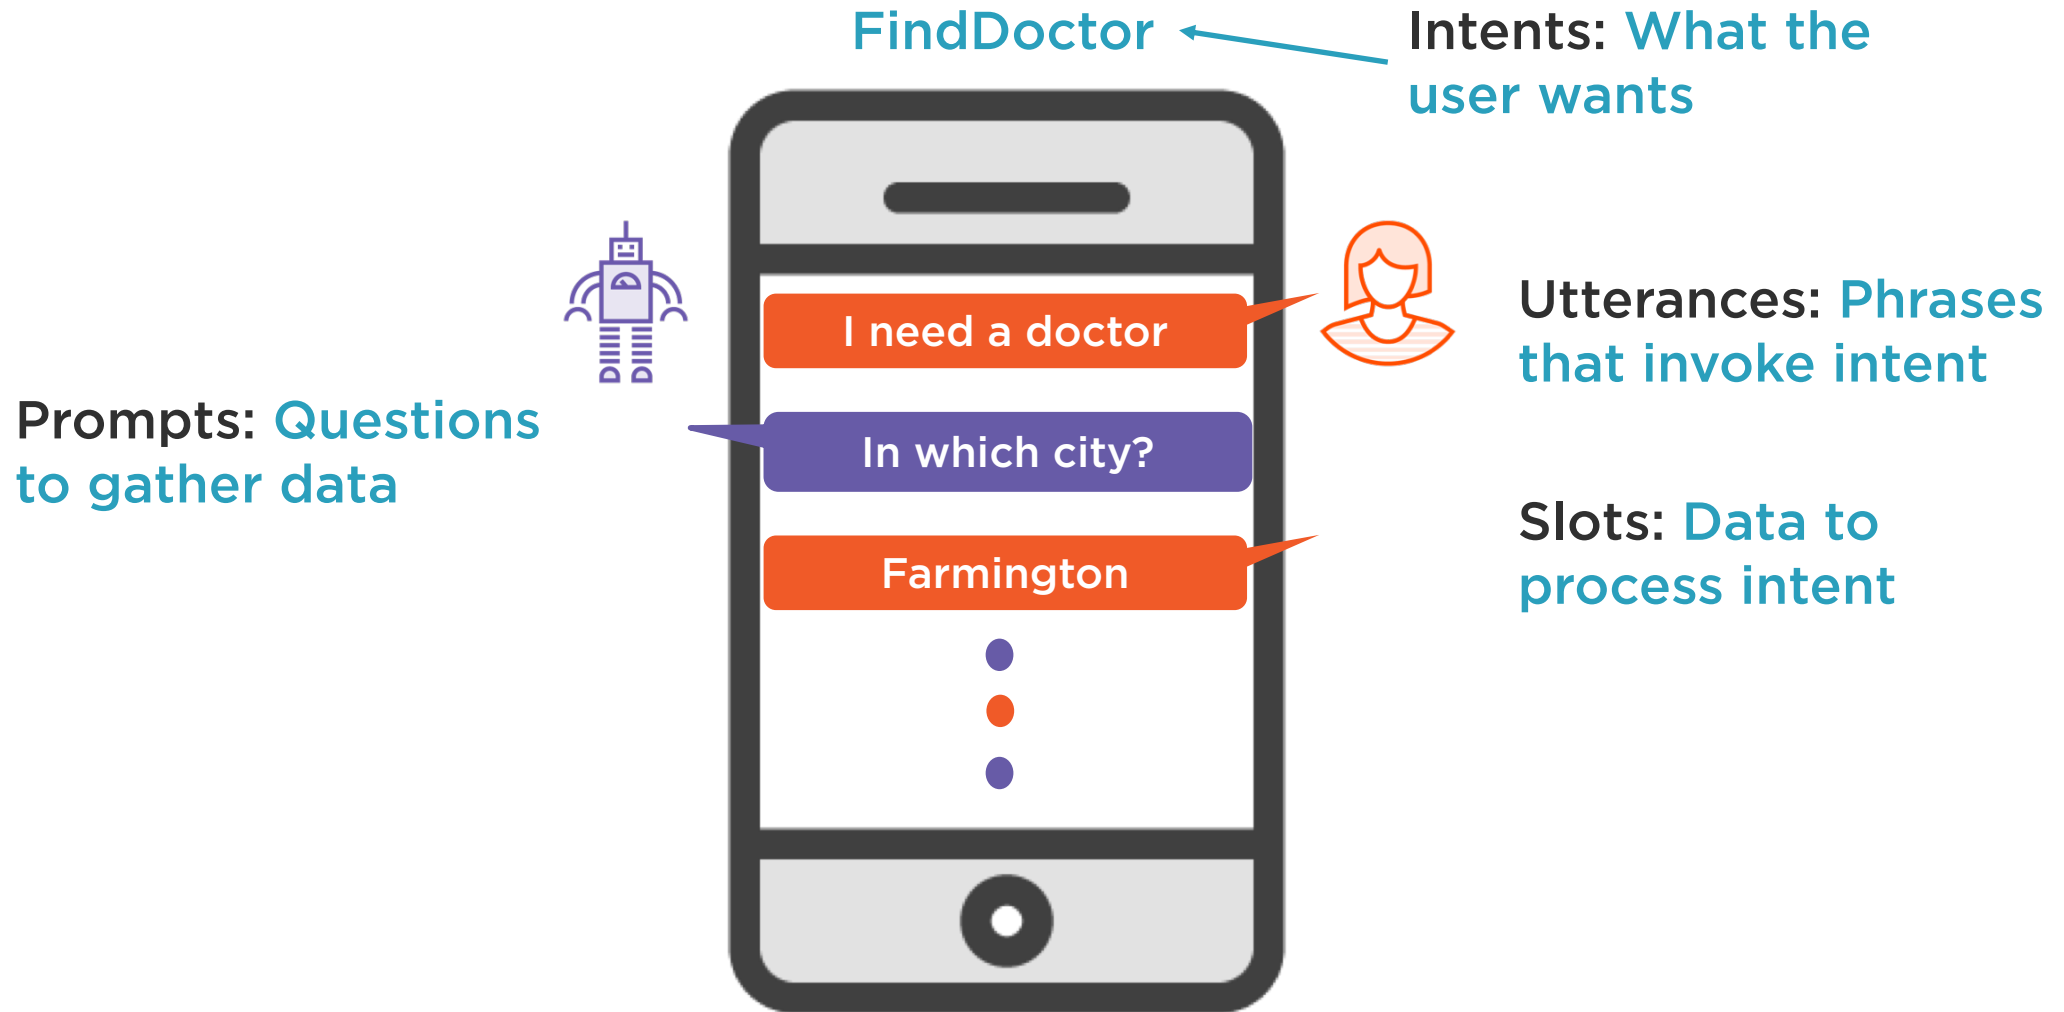 FindDoctor
Intents: What the
user wants
I need a doctor
Utterances: Phrases
that invoke intent
Prompts: Questions
to gather data
In which city?
Slots: Data to
process intent
Farmington